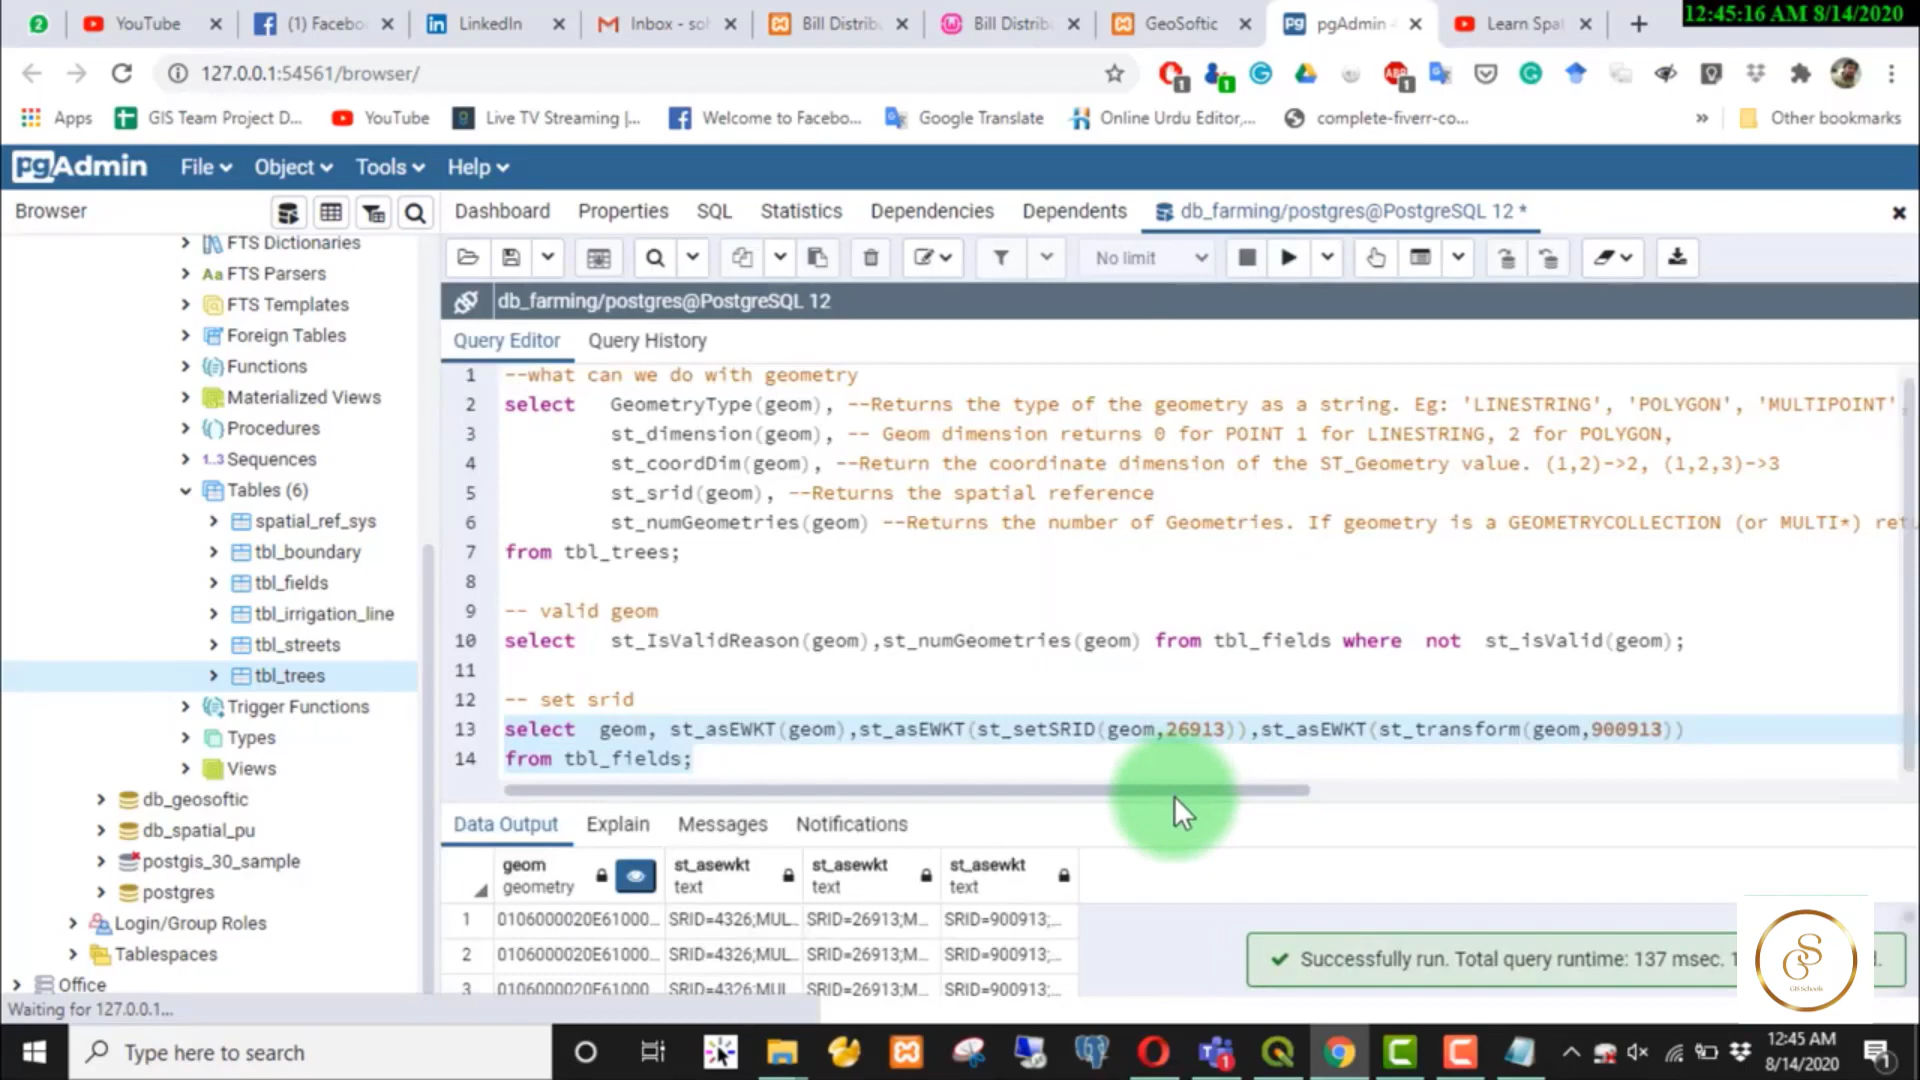 12:45:16 AM 8/14/2020
2
YouTube
(1) Facebo
LinkedIn
Inbox - soh
Bill Distrib
Bill Distrib
GeoSoftic
pgAdmin
Learn Spat
127.0.0.1:54561/browser/
Apps
GIS Team Project D...
YouTube
Live TV Streaming |...
Welcome to Facebo...
Google Translate
Online Urdu Editor,...
complete-fiverr-co...
»
Other bookmarks
pgAdmin
File
Object
Tools
Help
Browser
Dashboard
Properties
SQL
Statistics
Dependencies
Dependents
db_farming/postgres@PostgreSQL 12 *
No limit
db_farming/postgres@PostgreSQL 12
Query Editor
Query History
FTS Dictionaries
FTS Parsers
FTS Templates
Foreign Tables
Functions
Materialized Views
Procedures
Sequences
Tables (6)
spatial_ref_sys
tbl_boundary
tbl_fields
tbl_irrigation_line
tbl_streets
tbl_trees
Trigger Functions
Types
Views
db_geosoftic
db_spatial_pu
postgis_30_sample
postgres
Login/Group Roles
Tablespaces
Office
1 --what can we do with geometry
2 select GeometryType(geom), --Returns the type of the geometry as a string. Eg: 'LINESTRING', 'POLYGON', 'MULTIPOINT',
3 st_dimension(geom), -- Geom dimension returns 0 for POINT 1 for LINESTRING, 2 for POLYGON,
4 st_coordDim(geom), --Return the coordinate dimension of the ST_Geometry value. (1,2)->2, (1,2,3)->3
5 st_srid(geom), --Returns the spatial reference
6 st_numGeometries(geom) --Returns the number of Geometries. If geometry is a GEOMETRYCOLLECTION (or MULTI*) ret
7 from tbl_trees;
8
9 -- valid geom
10 select st_IsValidReason(geom),st_numGeometries(geom) from tbl_fields where not st_isValid(geom);
11
12 -- set srid
13 select geom, st_asEWKT(geom),st_asEWKT(st_setSRID(geom,26913)),st_asEWKT(st_transform(geom,900913))
14 from tbl_fields;
Data Output
Explain
Messages
Notifications
geom geometry
st_asewkt text
st_asewkt text
st_asewkt text
1 0106000020E61000... SRID=4326;MUL... SRID=26913;M... SRID=900913;...
2 0106000020E61000... SRID=4326;MUL... SRID=26913;M... SRID=900913;...
3 0106000020E61000 SRID=4326;MUL SRID=26913;M... SRID=900913;...
Successfully run. Total query runtime: 137 msec.
GIS Schools
Waiting for 127.0.0.1...
Type here to search
12:45 AM
8/14/2020